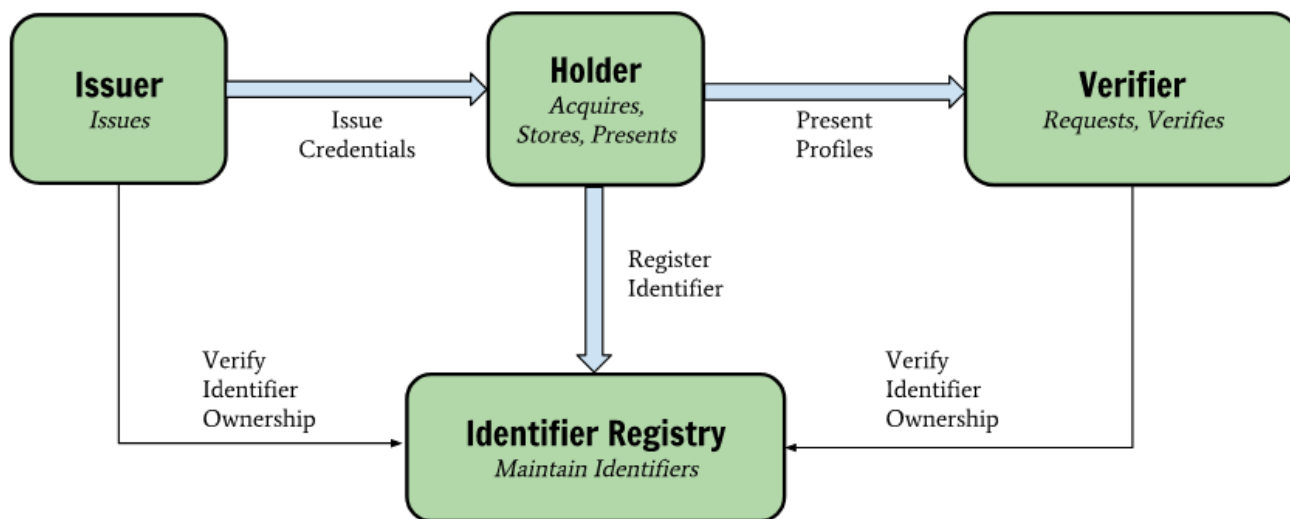 Issuer
Issues
Issue
Credentials
Holder
Acquires,
Stores, Presents
Present
Profiles
Verifier
Requests, Verifies
Register
Identifier
Verify
Identifier
Ownership
Identifier Registry
Maintain Identifiers
Verify
Identifier
Ownership